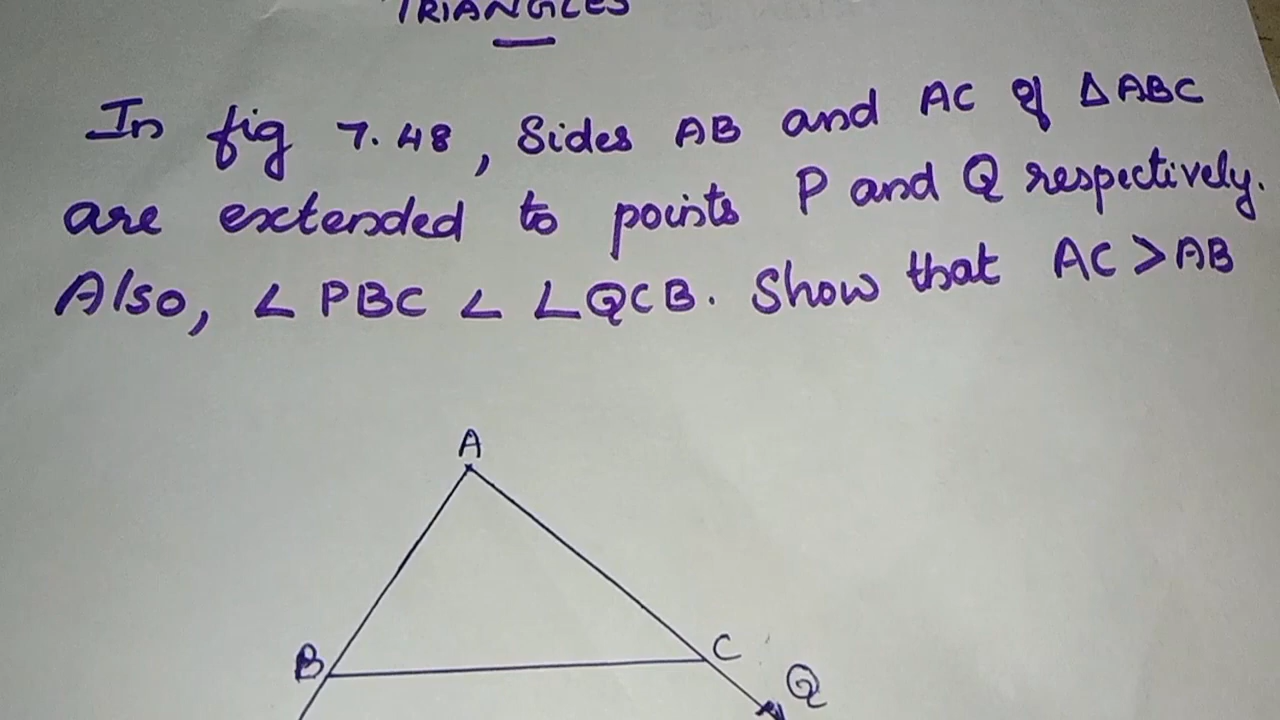 TRIANGLES
In fig 7.48, Sides AB and AC of ΔABC
are extended to points P and Q respectively.
Also, ∠PBC < ∠QCB. Show that AC > AB
A
B
C
Q